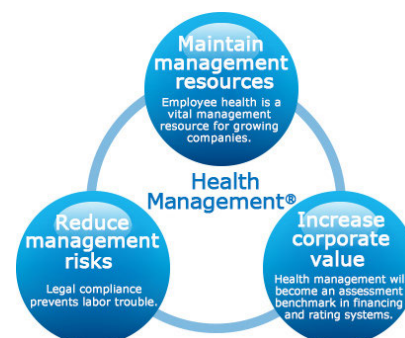 Maintain
management
resources
Employee health is a
vital management
resource for growing
companies.
Health
Management®
Reduce
management
risks
Legal compliance
prevents labor trouble.
Increase
corporate
value
Health management will
become an assessment
benchmark in financing
and rating systems.